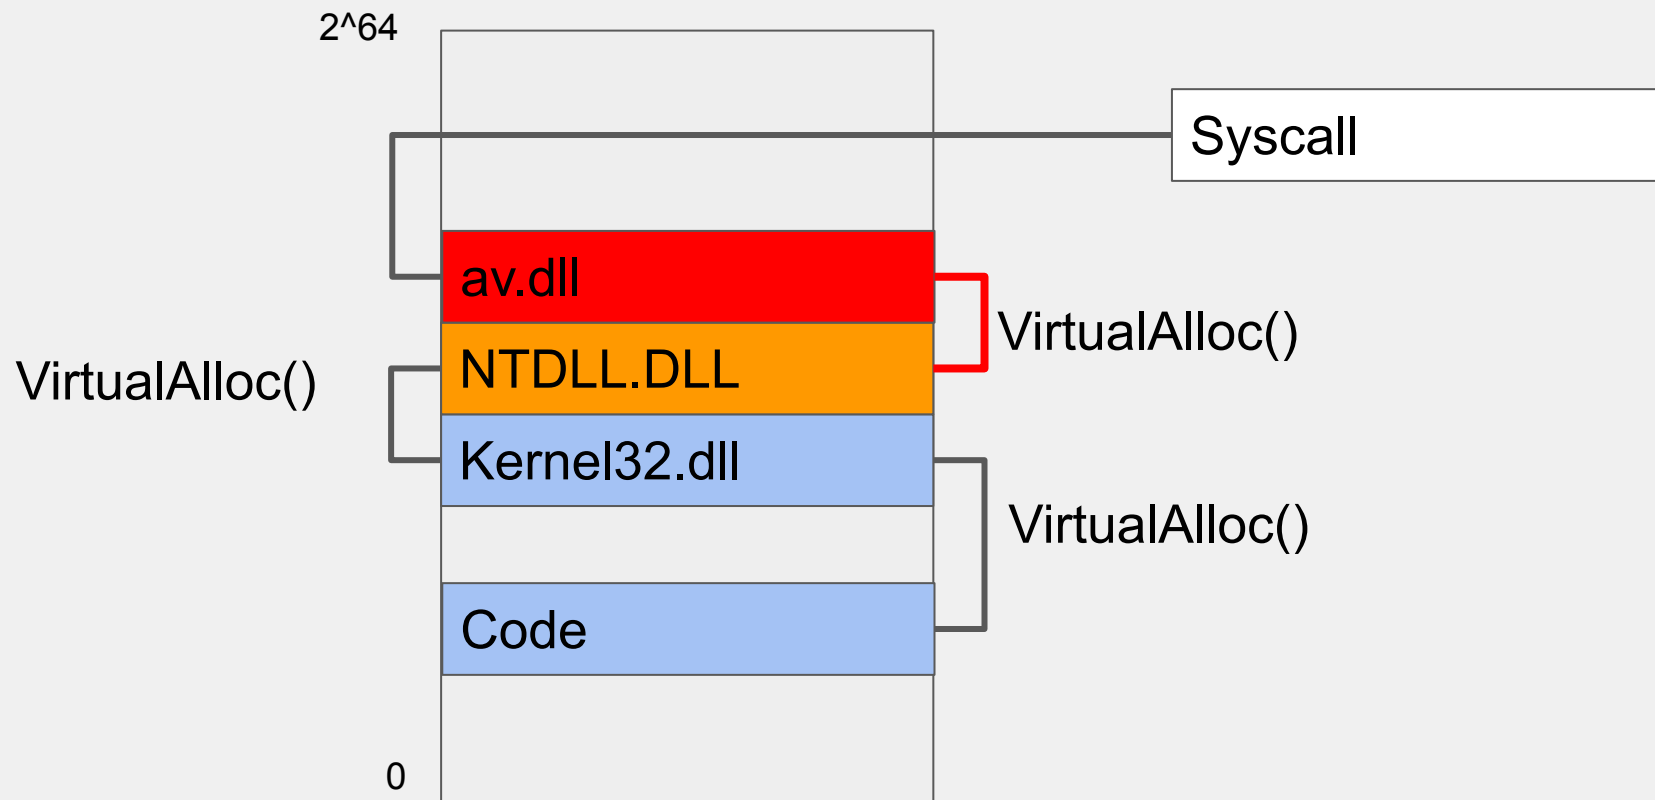 2^64
Syscall
av.dll
VirtualAlloc()
NTDLL.DLL
VirtualAlloc()
Kernel32.dll
VirtualAlloc()
Code
0